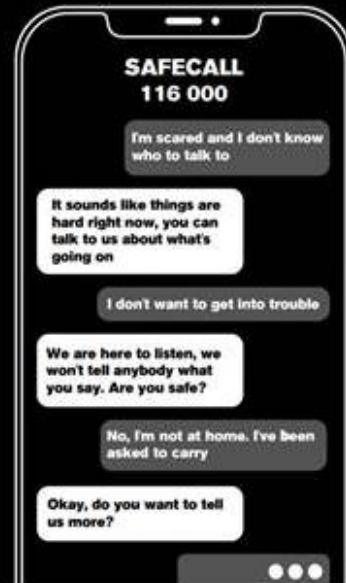 SAFECALL
116 000
I'm scared and I don't know
who to talk to
It sounds like things are
hard right now, you can
talk to us about what's
going on
I don't want to get into trouble
We are here to listen, we
won't tell anybody what
you say. Are you safe?
No, I'm not at home. I've been
asked to carry
Okay, do you want to tell
us more?